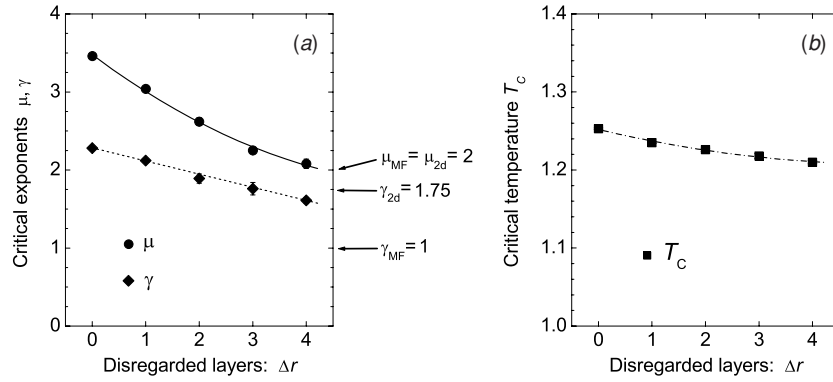 (a)
Critical exponents μ, γ
4
3
2
1
0
μ
γ
0 1 2 3 4
Disregarded layers: Δr
μMF = μ2d = 2
γ2d = 1.75
γMF = 1
(b)
Critical temperature TC
1.4
1.3
1.2
1.1
1.0
TC
0 1 2 3 4
Disregarded layers: Δr